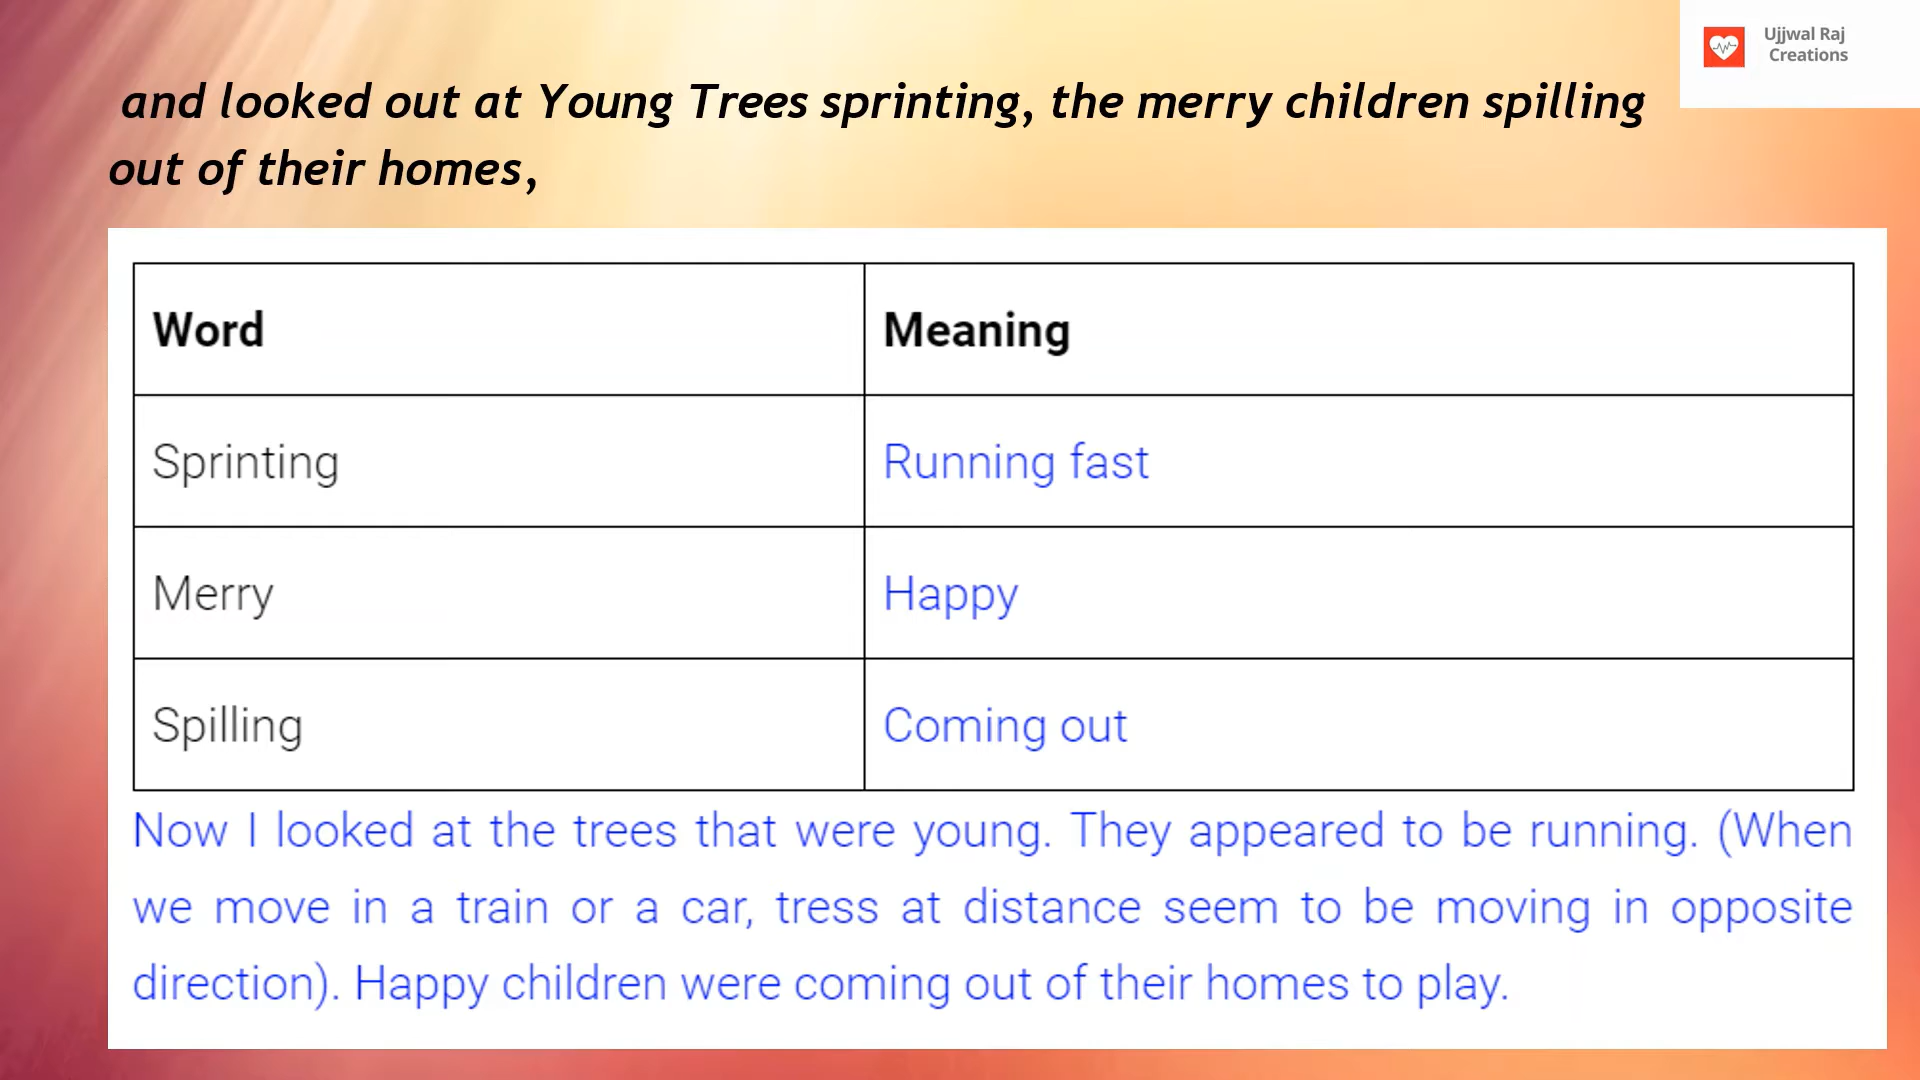 Ujjwal Raj
Creations
and looked out at Young Trees sprinting, the merry children spilling
out of their homes,
Word Meaning
Sprinting Running fast
Merry Happy
Spilling Coming out
Now I looked at the trees that were young. They appeared to be running. (When
we move in a train or a car, tress at distance seem to be moving in opposite
direction). Happy children were coming out of their homes to play.